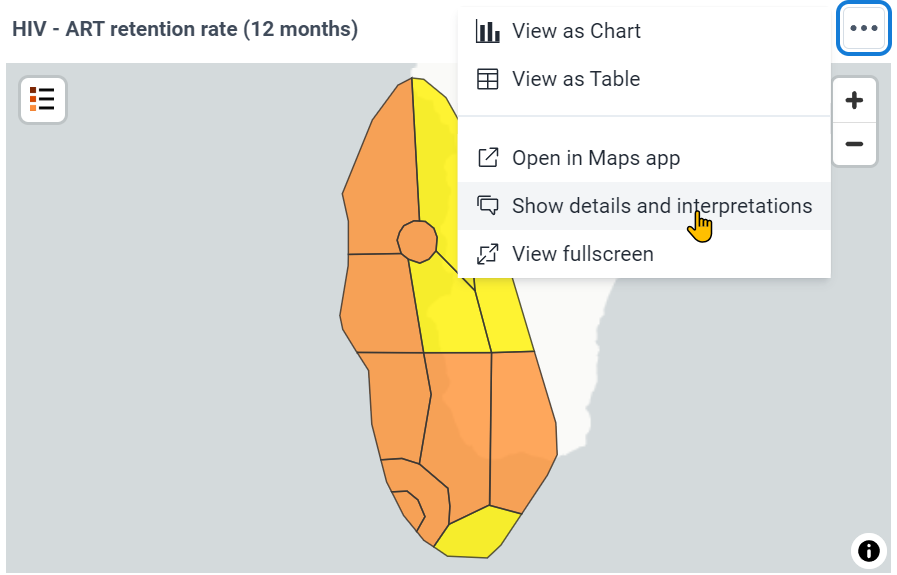 HIV - ART retention rate (12 months)
View as Chart
View as Table
Open in Maps app
Show details and interpretations
View fullscreen